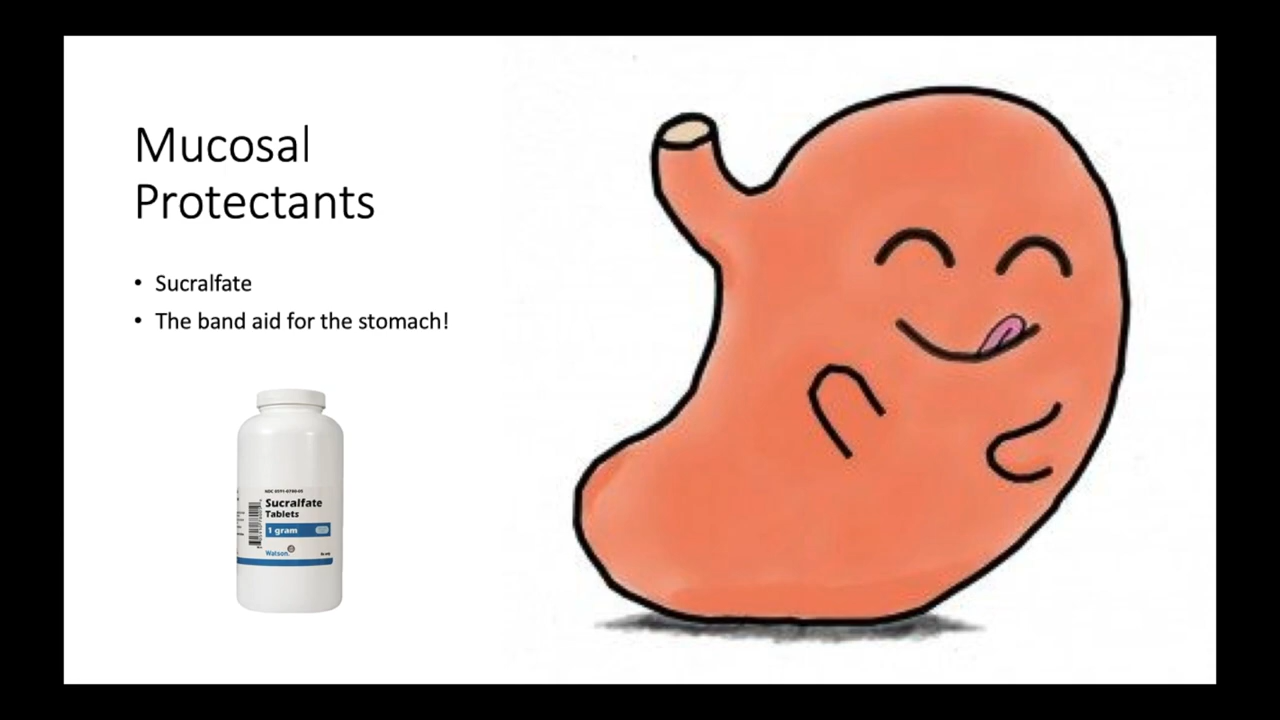 Mucosal
Protectants
• Sucralfate
• The band aid for the stomach!
Sucralfate
Tablets
1 gram
Watson